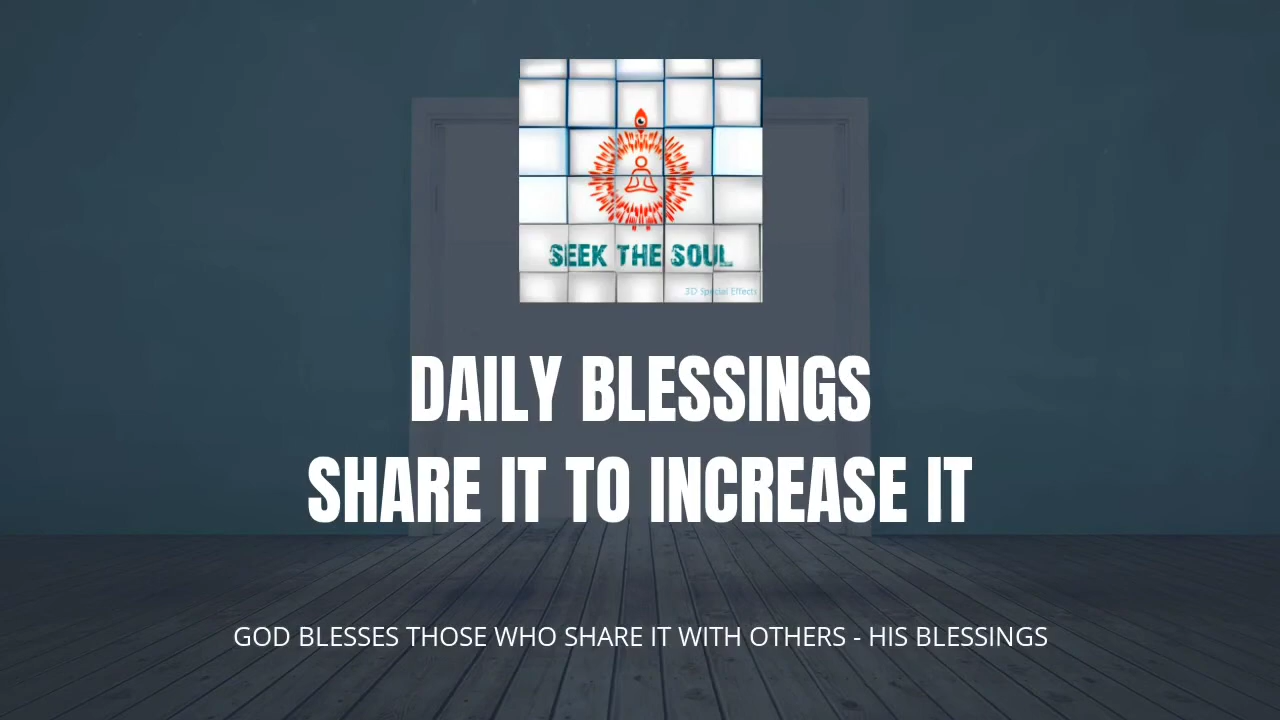 SEEK THE SOUL
3D Special Effects
DAILY BLESSINGS
SHARE IT TO INCREASE IT
GOD BLESSES THOSE WHO SHARE IT WITH OTHERS - HIS BLESSINGS